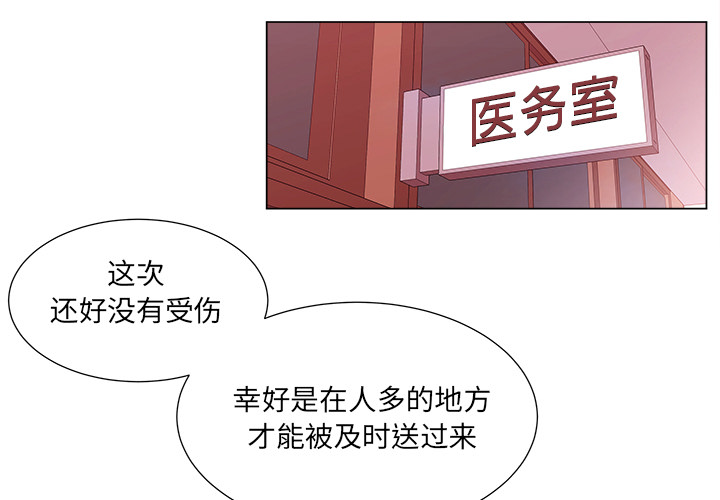 医务室
这次
还好没有受伤
幸好是在人多的地方
才能被及时送过来